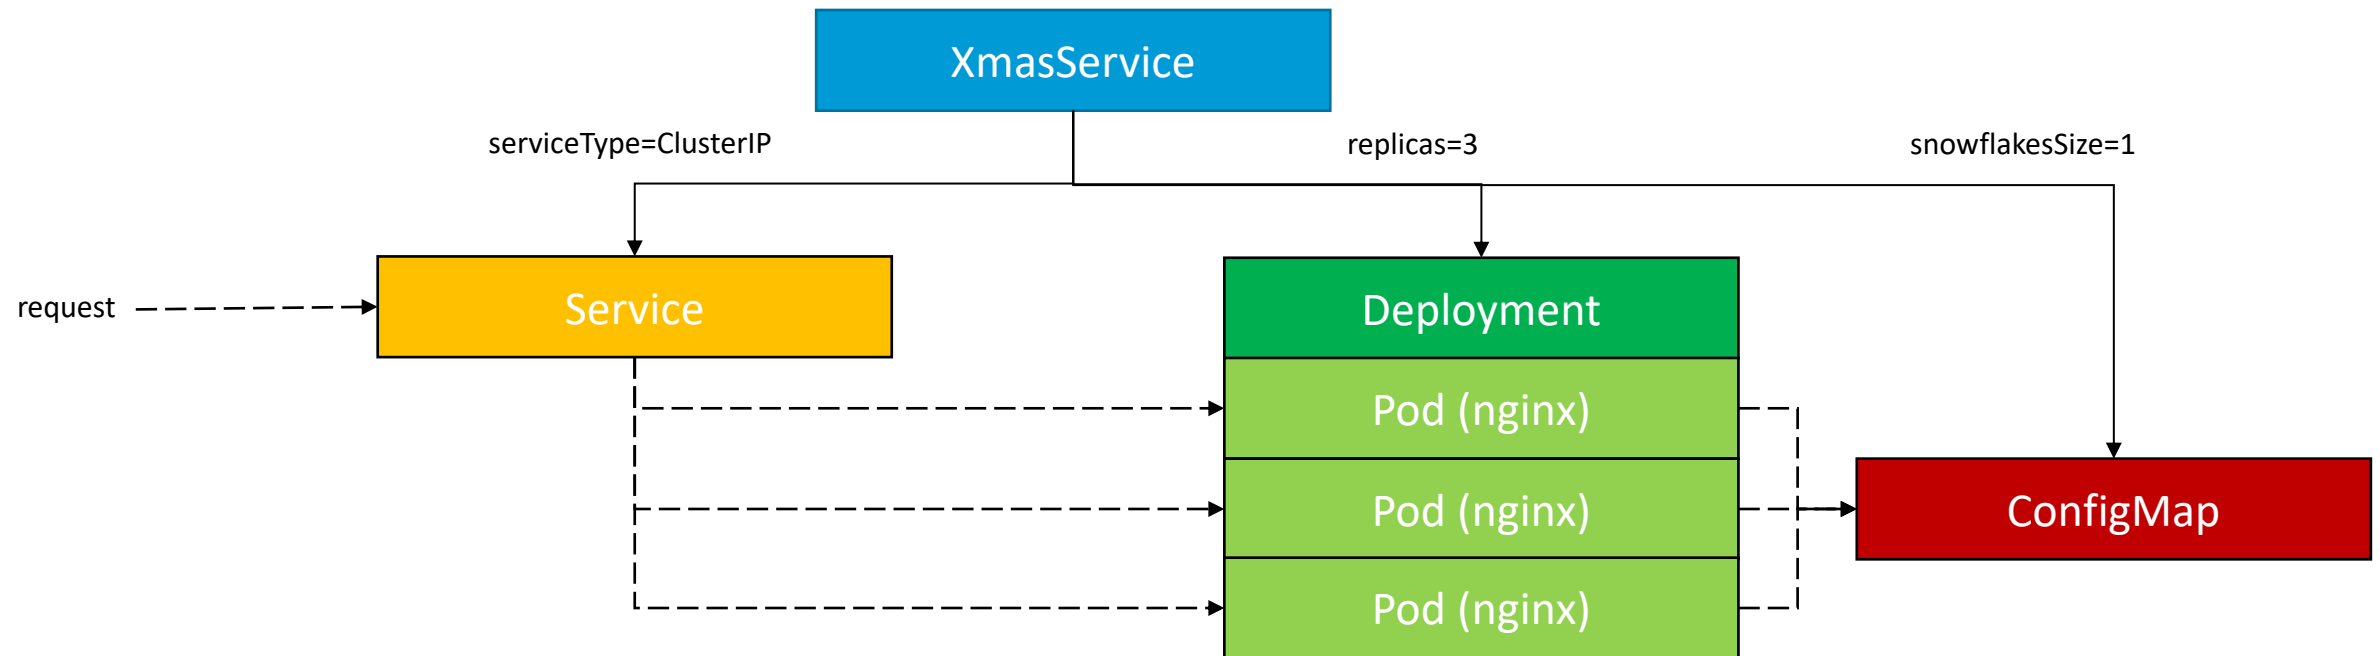 XmasService
serviceType=ClusterIP
replicas=3
snowflakesSize=1
request
Service
Deployment
Pod (nginx)
Pod (nginx)
ConfigMap
Pod (nginx)